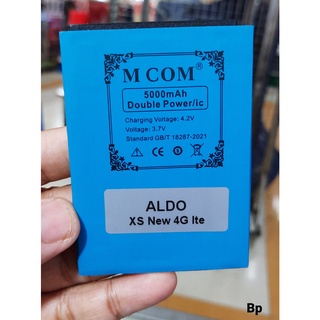 M COM®
5000mAh
Double Power/ic
Charging Voltage: 4.2V
Voltage: 3.7V
Standard GB/T 18287-2021
ALDO
XS New 4G lte
Bp